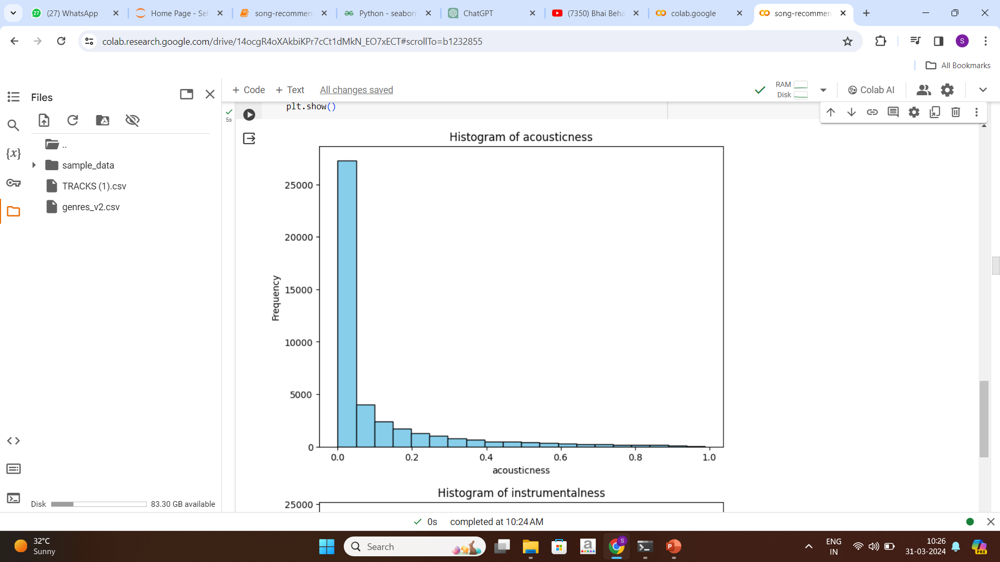 (27) WhatsApp
Home Page - Sel
song-recommen
Python - seaborn
ChatGPT
(7350) Bhai Beha
colab.google
song-recommen
colab.research.google.com/drive/14ocgR4oXAkbiKPr7cCt1dMkN_EO7xECT#scrollTo=b1232855
S
All Bookmarks
Files
+ Code + Text All changes saved
RAM
Disk
Colab AI
plt.show()
5s
{x}
..
sample_data
TRACKS (1).csv
genres_v2.csv
Histogram of acousticness
25000
20000
15000
10000
5000
0
Frequency
0.0 0.2 0.4 0.6 0.8 1.0
acousticness
Histogram of instrumentalness
25000
Disk 83.30 GB available
0s completed at 10:24 AM
32°C
Sunny
Search
ENG
IN
10:26
31-03-2024
PRE